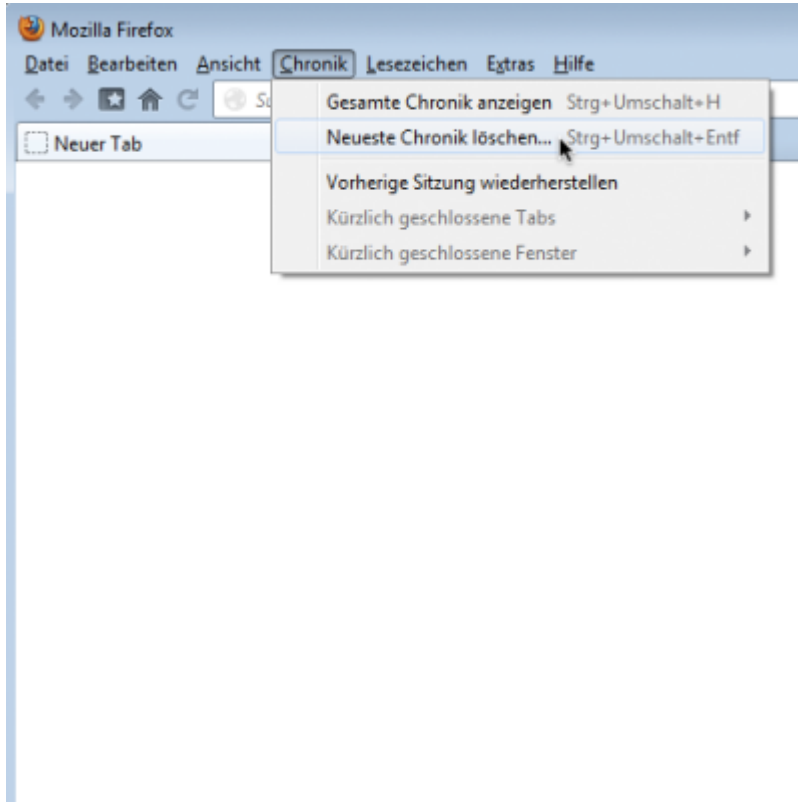 Mozilla Firefox
Datei Bearbeiten Ansicht Chronik Lesezeichen Extras Hilfe
Gesamte Chronik anzeigen Strg+Umschalt+H
Neuer Tab
Neueste Chronik löschen... Strg+Umschalt+Entf
Vorherige Sitzung wiederherstellen
Kürzlich geschlossene Tabs
Kürzlich geschlossene Fenster